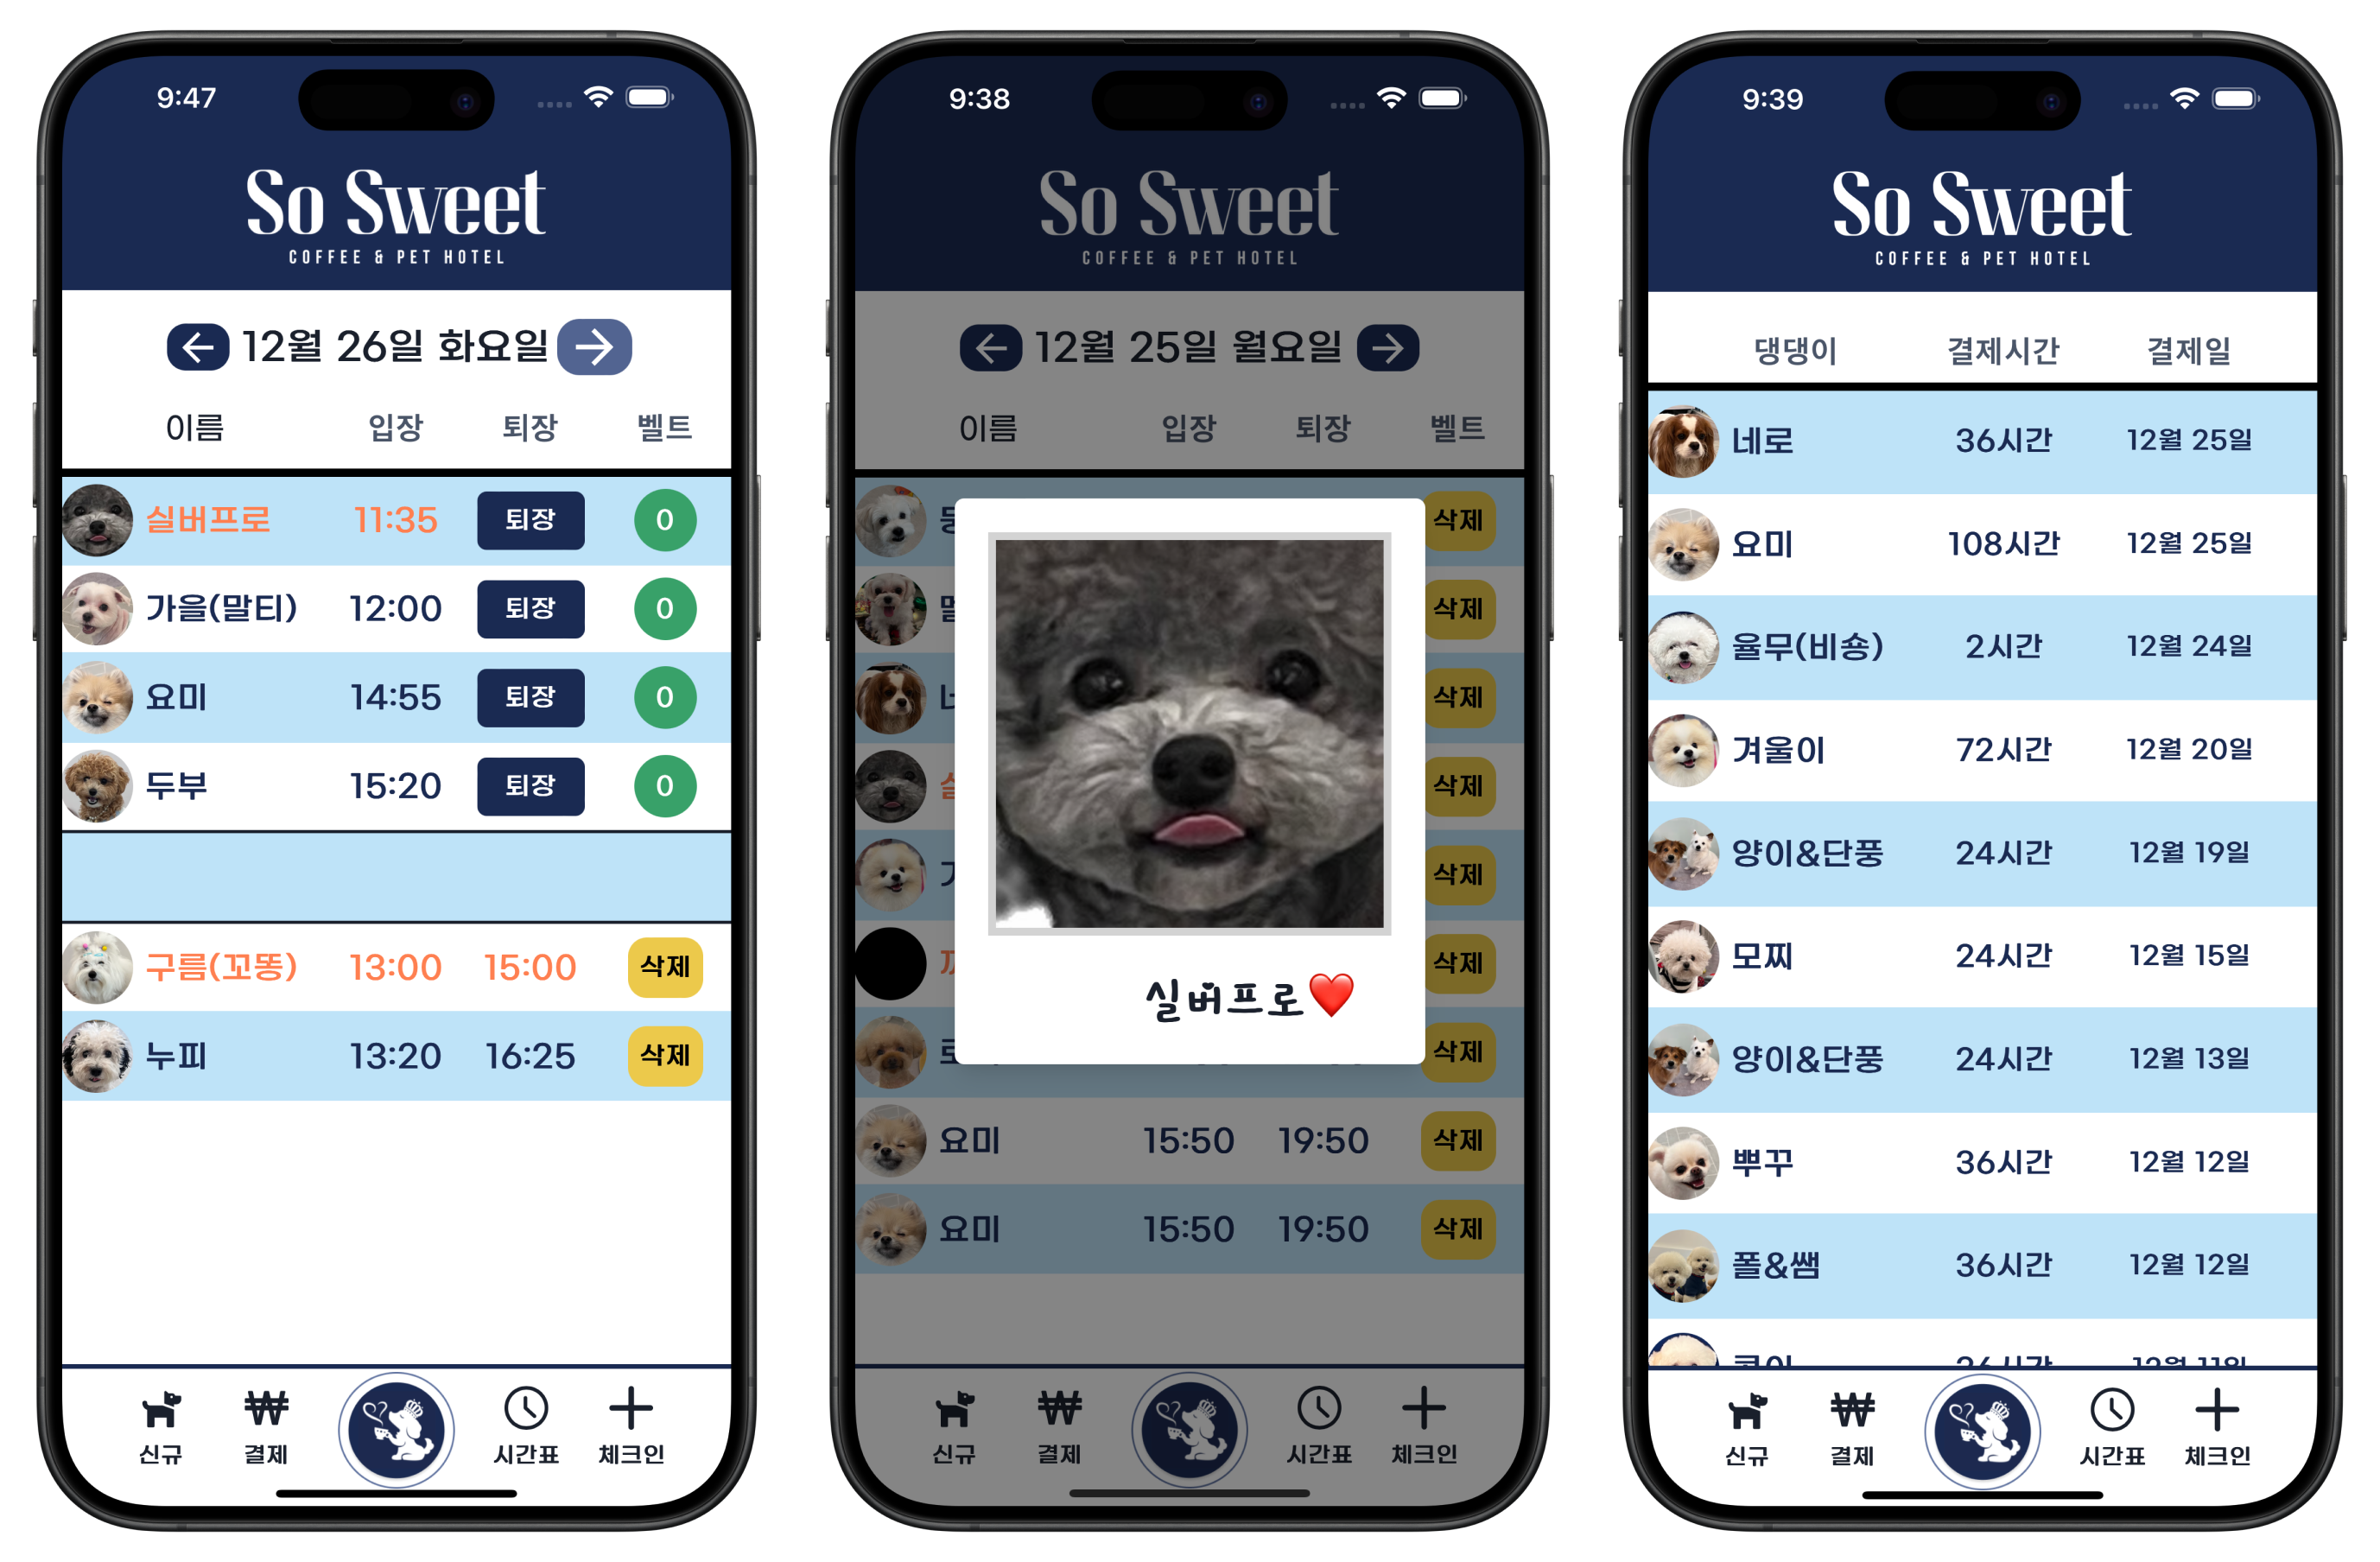 9:47
So Sweet
COFFEE & PET HOTEL
12월 26일 화요일
이름 입장 퇴장 벨트
실버프로 11:35 퇴장 0
가을(말티) 12:00 퇴장 0
요미 14:55 퇴장 0
두부 15:20 퇴장 0
구름(꼬똥) 13:00 15:00 삭제
누피 13:20 16:25 삭제
신규 결제 시간표 체크인
9:38
So Sweet
COFFEE & PET HOTEL
12월 25일 월요일
이름 입장 퇴장 벨트
삭제
삭제
삭제
삭제
삭제
삭제
삭제
실버프로❤️
요미 15:50 19:50 삭제
요미 15:50 19:50 삭제
신규 결제 시간표 체크인
9:39
So Sweet
COFFEE & PET HOTEL
댕댕이 결제시간 결제일
네로 36시간 12월 25일
요미 108시간 12월 25일
율무(비숑) 2시간 12월 24일
겨울이 72시간 12월 20일
양이&단풍 24시간 12월 19일
모찌 24시간 12월 15일
양이&단풍 24시간 12월 13일
뿌꾸 36시간 12월 12일
폴&쌤 36시간 12월 12일
신규 결제 시간표 체크인